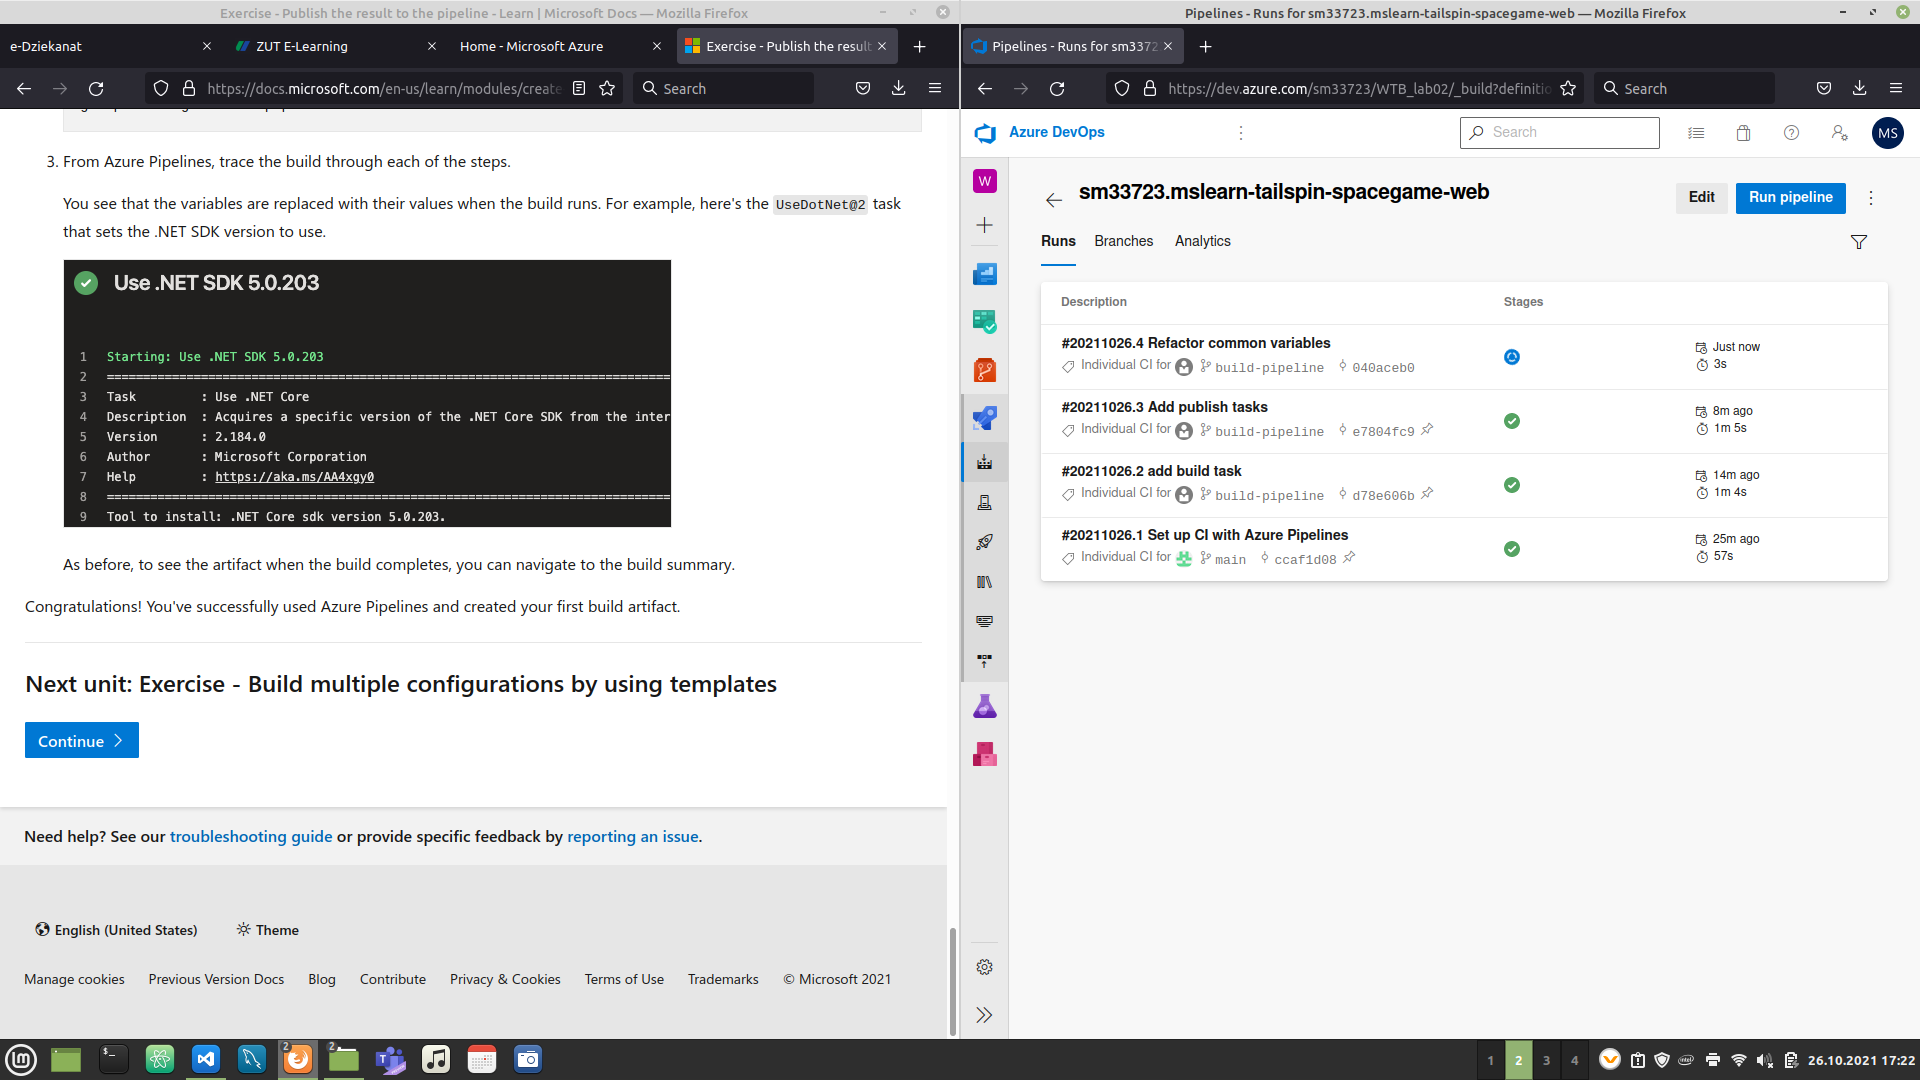 Exercise - Publish the result to the pipeline - Learn | Microsoft Docs — Mozilla Firefox
e-Dziekanat
ZUT E-Learning
Home - Microsoft Azure
Exercise - Publish the result
https://docs.microsoft.com/en-us/learn/modules/create
Search
3. From Azure Pipelines, trace the build through each of the steps.
You see that the variables are replaced with their values when the build runs. For example, here's the UseDotNet@2 task
that sets the .NET SDK version to use.
Use .NET SDK 5.0.203
1 Starting: Use .NET SDK 5.0.203
2 ==============================================================================
3 Task : Use .NET Core
4 Description : Acquires a specific version of the .NET Core SDK from the inter
5 Version : 2.184.0
6 Author : Microsoft Corporation
7 Help : https://aka.ms/AA4xgy0
8 ==============================================================================
9 Tool to install: .NET Core sdk version 5.0.203.
As before, to see the artifact when the build completes, you can navigate to the build summary.
Congratulations! You've successfully used Azure Pipelines and created your first build artifact.
Next unit: Exercise - Build multiple configurations by using templates
Continue
Need help? See our troubleshooting guide or provide specific feedback by reporting an issue.
English (United States)
Theme
Manage cookies
Previous Version Docs
Blog
Contribute
Privacy & Cookies
Terms of Use
Trademarks
© Microsoft 2021
Pipelines - Runs for sm33723.mslearn-tailspin-spacegame-web — Mozilla Firefox
Pipelines - Runs for sm3372
https://dev.azure.com/sm33723/WTB_lab02/_build?definitio
Search
Azure DevOps
Search
MS
W
sm33723.mslearn-tailspin-spacegame-web
Edit
Run pipeline
Runs
Branches
Analytics
Description
Stages
#20211026.4 Refactor common variables
Just now
Individual CI for build-pipeline 040aceb0
3s
#20211026.3 Add publish tasks
8m ago
Individual CI for build-pipeline e7804fc9
1m 5s
#20211026.2 add build task
14m ago
Individual CI for build-pipeline d78e606b
1m 4s
#20211026.1 Set up CI with Azure Pipelines
25m ago
Individual CI for main ccaf1d08
57s
2
2
1
2
3
4
26.10.2021 17:22